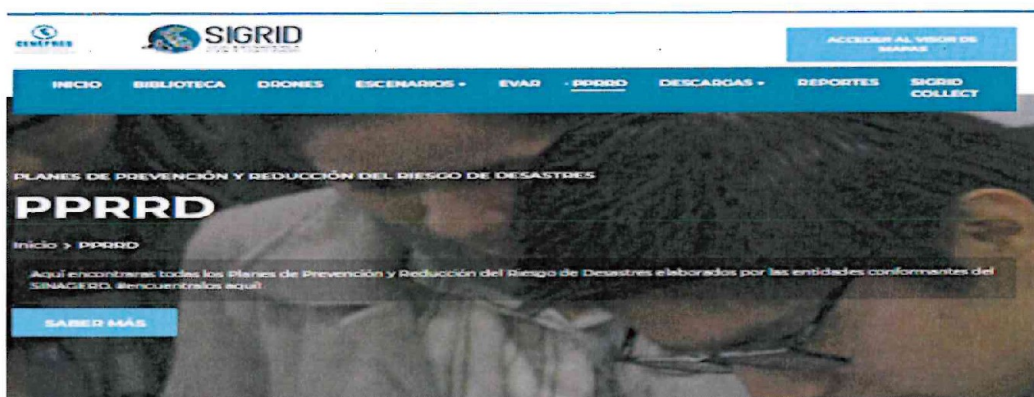 CENEPRED
SIGRID
ACCEDER AL VISOR DE
MAPAS
INICIO
BIBLIOTECA
DRONES
ESCENARIOS
EVAR
PPRRD
DESCARGAS
REPORTES
SIGRID
COLLECT
PLANES DE PREVENCIÓN Y REDUCCIÓN DEL RIESGO DE DESASTRES
PPRRD
Inicio > PPRRD
Aquí encontraras todas los Planes de Prevención y Reducción del Riesgo de Desastres elaborados por las entidades conformantes del
SINAGERD. #encuentralos aquí!
SABER MÁS